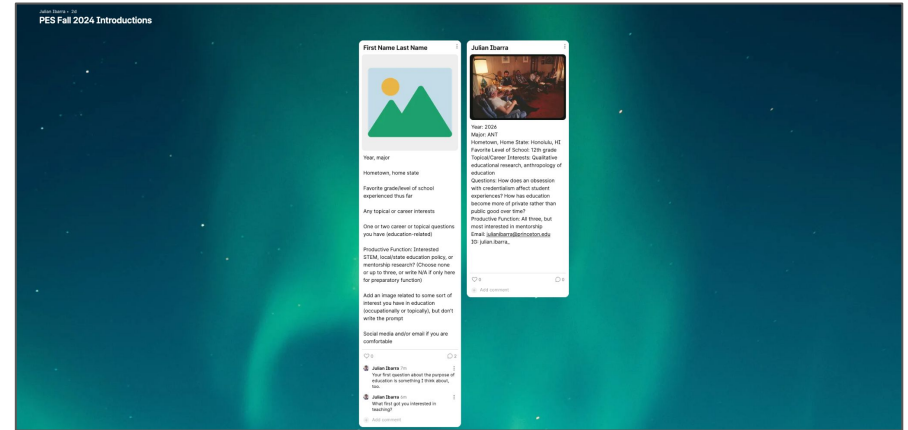 Julian Ibarra • 2d
PES Fall 2024 Introductions
First Name Last Name
Year, major
Hometown, home state
Favorite grade/level of school
experienced thus far
Any topical or career interests
One or two career or topical questions
you have (education-related)
Productive Function: Interested
STEM, local/state education policy, or
mentorship research? (Choose none
or up to three, or write N/A if only here
for preparatory function)
Add an image related to some sort of
interest you have in education
(occupationally or topically), but don't
write the prompt
Social media and/or email if you are
comfortable
0
2
Julian Ibarra 7m
Your first question about the purpose of
education is something I think about,
too.
Julian Ibarra 6m
What first got you interested in
teaching?
Add comment
Julian Ibarra
Year: 2026
Major: ANT
Hometown, Home State: Honolulu, HI
Favorite Level of School: 12th grade
Topical/Career Interests: Qualitative
educational research, anthropology of
education
Questions: How does an obsession
with credentialism affect student
experiences? How has education
become more of private rather than
public good over time?
Productive Function: All three, but
most interested in mentorship
Email: julianibarra@princeton.edu
IG: julian.ibarra_
0
0
Add comment